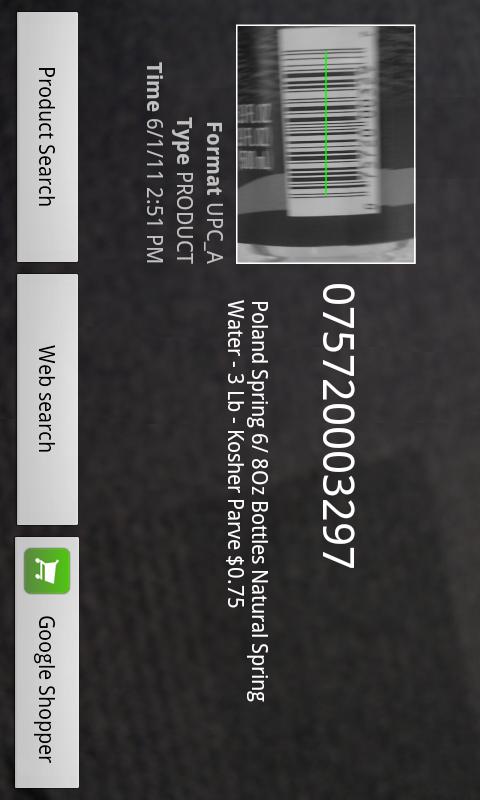 075720003297
Poland Spring 6/ 8Oz Bottles Natural Spring
Water - 3 Lb - Kosher Parve $0.75
Format UPC_A
Type PRODUCT
Time 6/1/11 2:51 PM
Product Search
Web search
Google Shopper